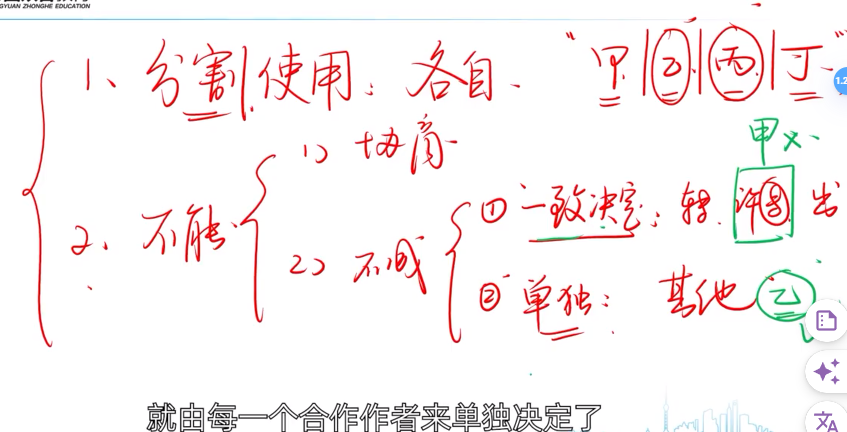 GYUAN ZHONGHE EDUCATION
1、分割使用：各自、“甲|乙|丙|丁”
甲×、
1）协商
2、不能
①一致决定：转、许多、出
2）不成
②单独：其他乙
就由每一个合作作者来单独决定了